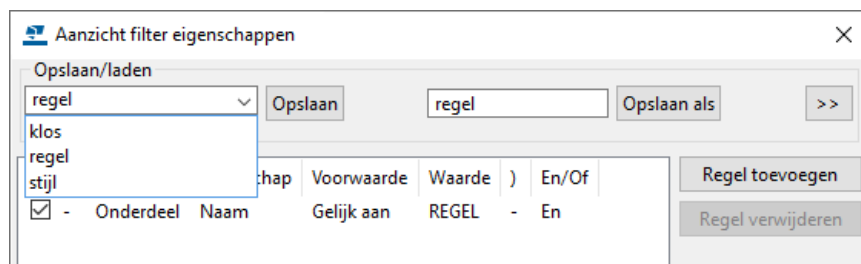 Aanzicht filter eigenschappen
Opslaan/laden
regel Opslaan regel Opslaan als >>
klos
regel
stijl
Voorwaarde Waarde ) En/Of Regel toevoegen
- Onderdeel Naam Gelijk aan REGEL - En Regel verwijderen